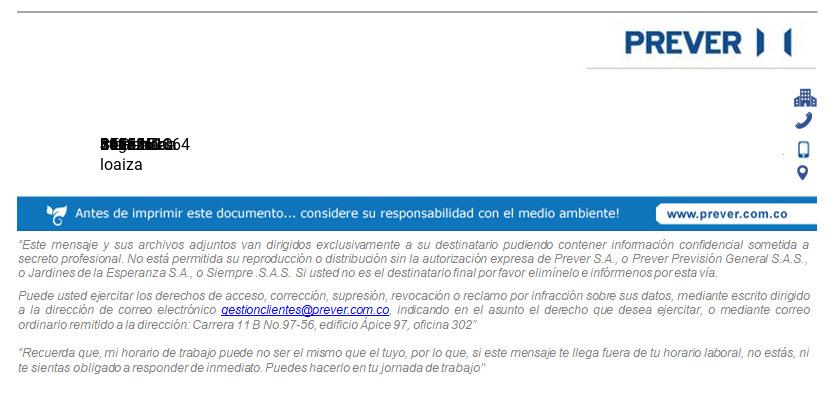 PREVER
loaiza
Antes de imprimir este documento... considere su responsabilidad con el medio ambiente!
www.prever.com.co
"Este mensaje y sus archivos adjuntos van dirigidos exclusivamente a su destinatario pudiendo contener información confidencial sometida a
secreto profesional. No está permitida su reproducción o distribución sin la autorización expresa de Prever S.A., o Prever Previsión General S.A.S.,
o Jardines de la Esperanza S.A., o Siempre .S.A.S. Si usted no es el destinatario final por favor elimínelo e infórmenos por esta vía.
Puede usted ejercitar los derechos de acceso, corrección, supresión, revocación o reclamo por infracción sobre sus datos, mediante escrito dirigido
a la dirección de correo electrónico gestionclientes@prever.com.co, indicando en el asunto el derecho que desea ejercitar, o mediante correo
ordinario remitido a la dirección: Carrera 11 B No.97-56, edificio Ápice 97, oficina 302"
"Recuerda que, mi horario de trabajo puede no ser el mismo que el tuyo, por lo que, si este mensaje te llega fuera de tu horario laboral, no estás, ni
te sientas obligado a responder de inmediato. Puedes hacerlo en tu jornada de trabajo"